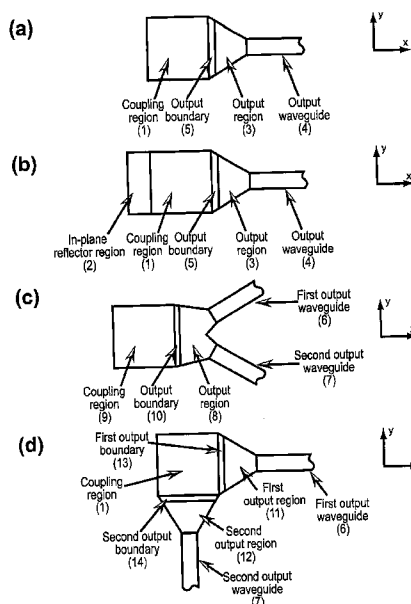 (a)
y
x
Coupling region (1)
Output boundary (5)
Output region (3)
Output waveguide (4)
(b)
y
x
In-plane reflector region (2)
Coupling region (1)
Output boundary (5)
Output region (3)
Output waveguide (4)
(c)
y
First output waveguide (6)
Second output waveguide (7)
Coupling region (9)
Output boundary (10)
Output region (8)
(d)
y
First output boundary (13)
Coupling region (1)
First output region (11)
First output waveguide (6)
Second output boundary (14)
Second output region (12)
Second output waveguide (7)